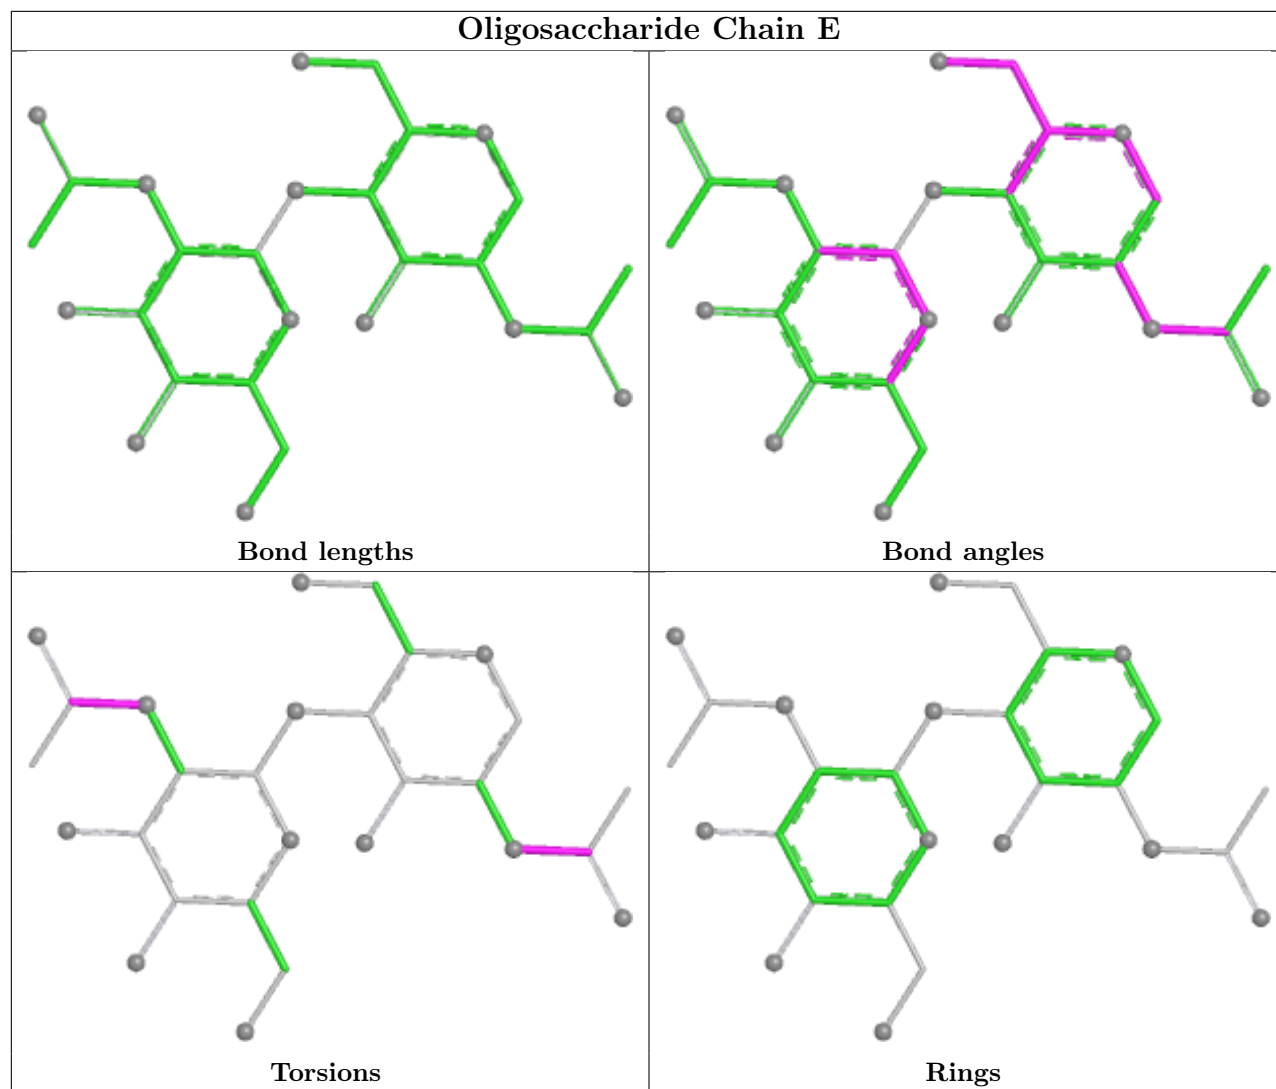 Oligosaccharide Chain E
Bond lengths
Bond angles
Torsions
Rings